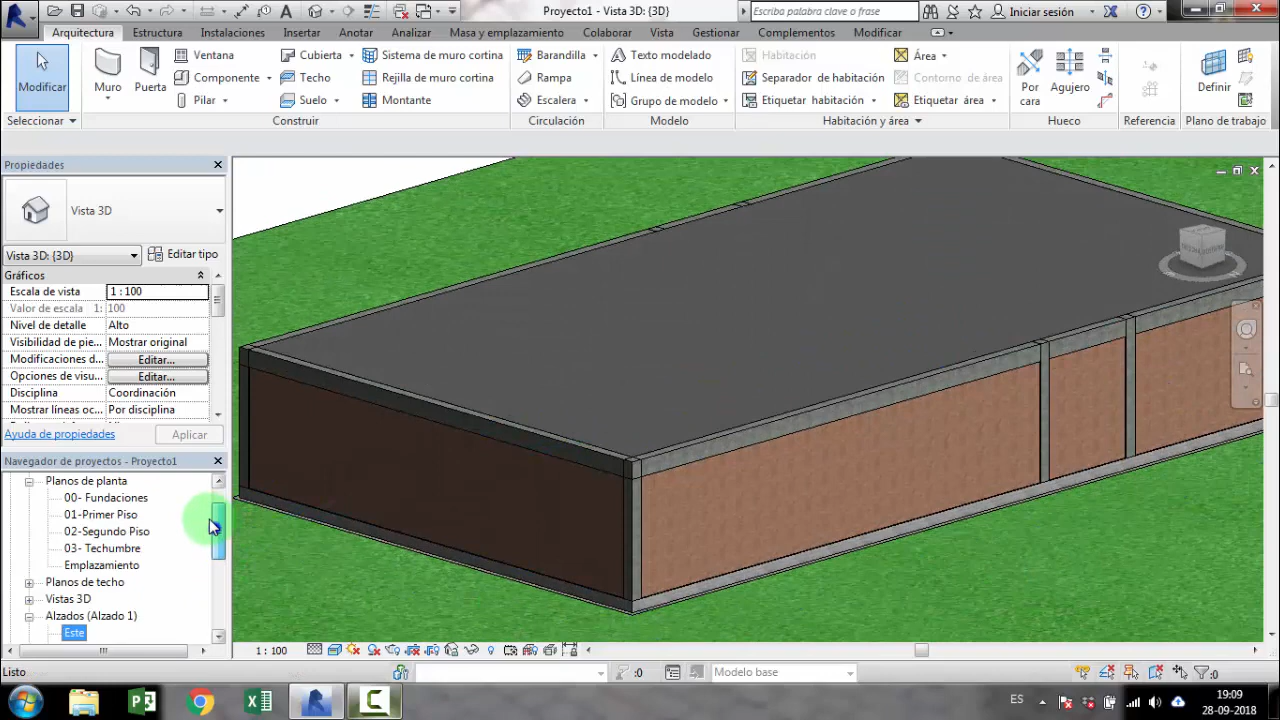 Proyecto1 - Vista 3D: {3D}
Escriba palabra clave o frase
Iniciar sesión
Arquitectura Estructura Instalaciones Insertar Anotar Analizar Masa y emplazamiento Colaborar Vista Gestionar Complementos Modificar
Modificar
Muro
Puerta
Ventana
Componente
Pilar
Cubierta
Techo
Suelo
Sistema de muro cortina
Rejilla de muro cortina
Montante
Barandilla
Rampa
Escalera
Texto modelado
Línea de modelo
Grupo de modelo
Habitación
Separador de habitación
Etiquetar habitación
Área
Contorno de área
Etiquetar área
Por cara
Agujero
Definir
Seleccionar
Construir
Circulación
Modelo
Habitación y área
Hueco
Referencia
Plano de trabajo
Propiedades
Vista 3D
Vista 3D: {3D}
Editar tipo
Gráficos
Escala de vista 1 : 100
Valor de escala 1: 100
Nivel de detalle Alto
Visibilidad de pie... Mostrar original
Modificaciones d... Editar...
Opciones de visu... Editar...
Disciplina Coordinación
Mostrar líneas oc... Por disciplina
Ayuda de propiedades
Aplicar
Navegador de proyectos - Proyecto1
Planos de planta
00- Fundaciones
01-Primer Piso
02-Segundo Piso
03- Techumbre
Emplazamiento
Planos de techo
Vistas 3D
Alzados (Alzado 1)
Este
1 : 100
Listo
:0
Modelo base
:0
ES
19:09
28-09-2018